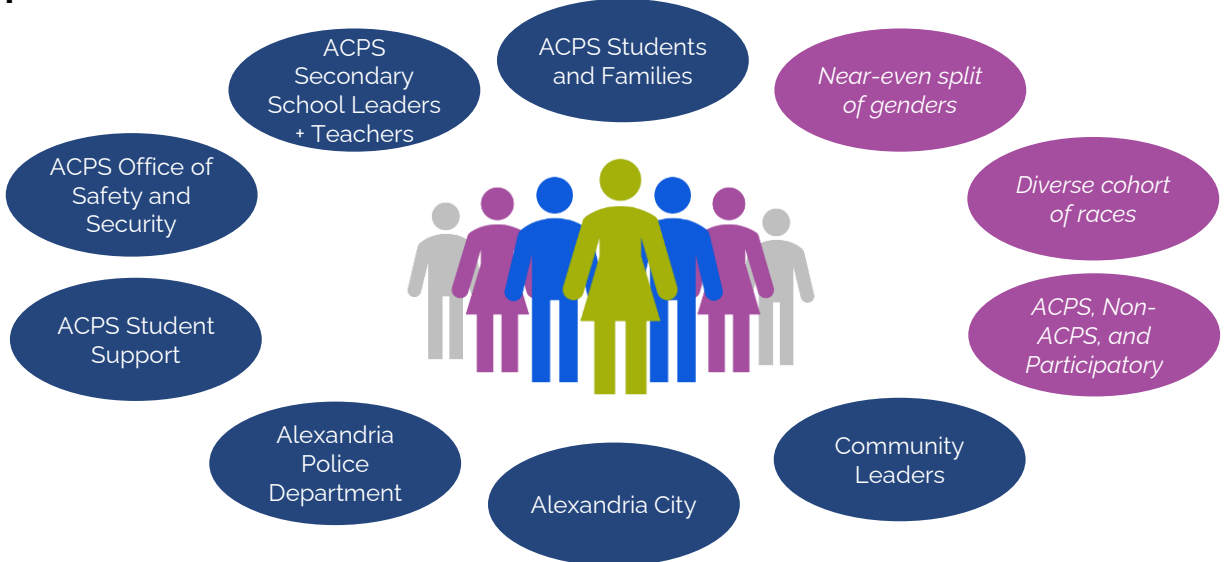 ACPS
Secondary
School Leaders
+ Teachers
ACPS Students
and Families
Near-even split
of genders
ACPS Office of
Safety and
Security
Diverse cohort
of races
ACPS Student
Support
ACPS, Non-
ACPS, and
Participatory
Alexandria
Police
Department
Alexandria City
Community
Leaders